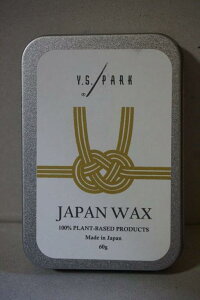 Y.S./PARK
JAPAN WAX
100% PLANT-BASED PRODUCTS
Made in Japan
60g